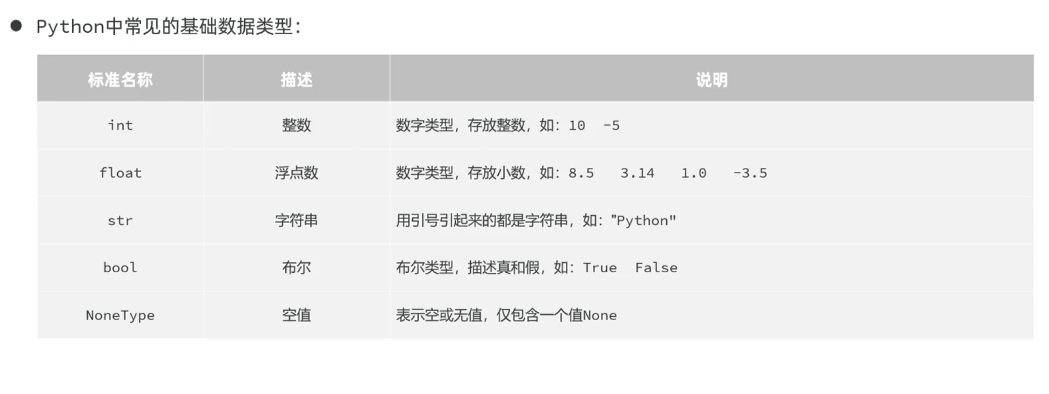 ● Python中常见的基础数据类型：
标准名称 描述 说明
int 整数 数字类型，存放整数，如：10 -5
float 浮点数 数字类型，存放小数，如：8.5 3.14 1.0 -3.5
str 字符串 用引号引起来的都是字符串，如："Python"
bool 布尔 布尔类型，描述真和假，如：True False
NoneType 空值 表示空或无值，仅包含一个值None